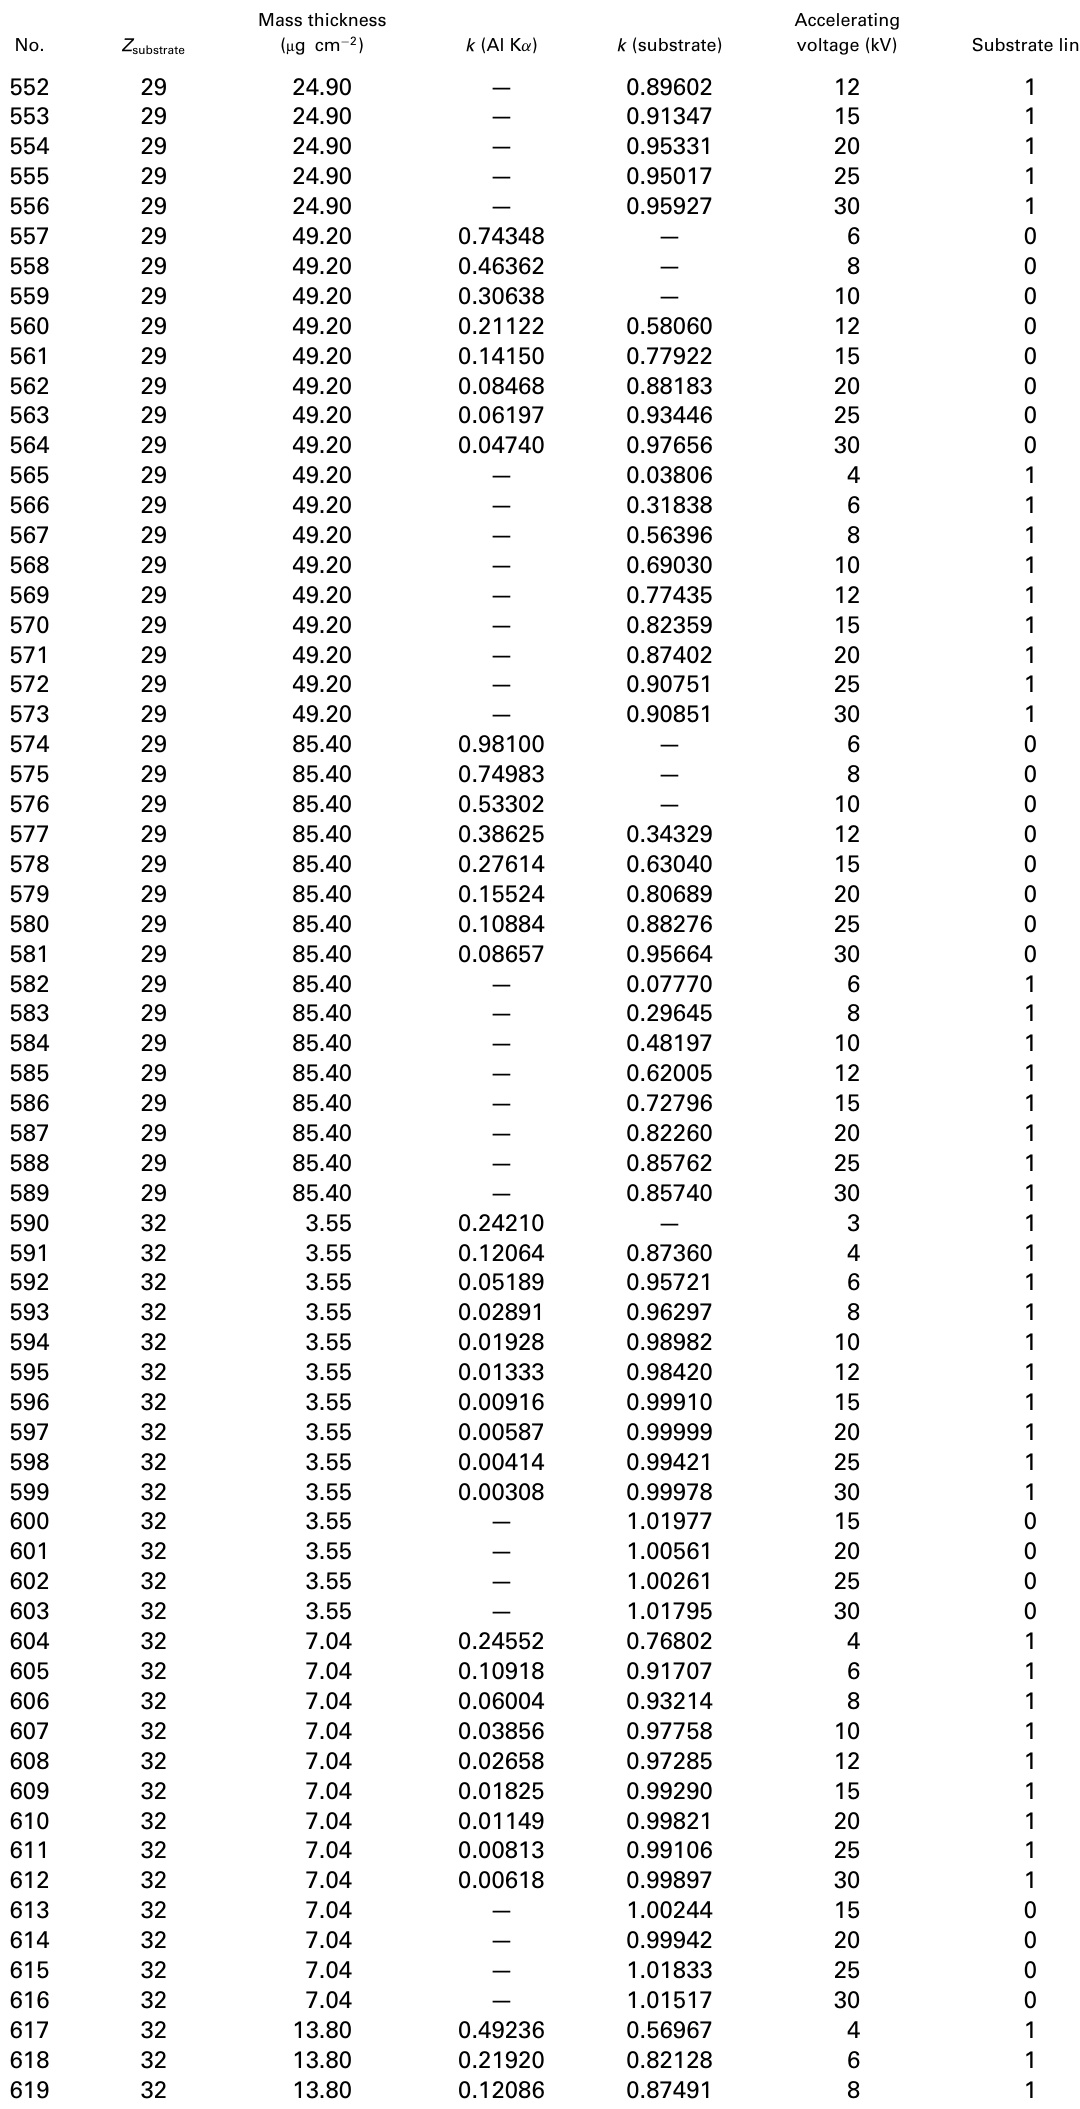 Mass thickness Accelerating
No. Zsubstrate (μg cm−2) k (Al Kα) k (substrate) voltage (kV) Substrate lin
552 29 24.90 — 0.89602 12 1
553 29 24.90 — 0.91347 15 1
554 29 24.90 — 0.95331 20 1
555 29 24.90 — 0.95017 25 1
556 29 24.90 — 0.95927 30 1
557 29 49.20 0.74348 — 6 0
558 29 49.20 0.46362 — 8 0
559 29 49.20 0.30638 — 10 0
560 29 49.20 0.21122 0.58060 12 0
561 29 49.20 0.14150 0.77922 15 0
562 29 49.20 0.08468 0.88183 20 0
563 29 49.20 0.06197 0.93446 25 0
564 29 49.20 0.04740 0.97656 30 0
565 29 49.20 — 0.03806 4 1
566 29 49.20 — 0.31838 6 1
567 29 49.20 — 0.56396 8 1
568 29 49.20 — 0.69030 10 1
569 29 49.20 — 0.77435 12 1
570 29 49.20 — 0.82359 15 1
571 29 49.20 — 0.87402 20 1
572 29 49.20 — 0.90751 25 1
573 29 49.20 — 0.90851 30 1
574 29 85.40 0.98100 — 6 0
575 29 85.40 0.74983 — 8 0
576 29 85.40 0.53302 — 10 0
577 29 85.40 0.38625 0.34329 12 0
578 29 85.40 0.27614 0.63040 15 0
579 29 85.40 0.15524 0.80689 20 0
580 29 85.40 0.10884 0.88276 25 0
581 29 85.40 0.08657 0.95664 30 0
582 29 85.40 — 0.07770 6 1
583 29 85.40 — 0.29645 8 1
584 29 85.40 — 0.48197 10 1
585 29 85.40 — 0.62005 12 1
586 29 85.40 — 0.72796 15 1
587 29 85.40 — 0.82260 20 1
588 29 85.40 — 0.85762 25 1
589 29 85.40 — 0.85740 30 1
590 32 3.55 0.24210 — 3 1
591 32 3.55 0.12064 0.87360 4 1
592 32 3.55 0.05189 0.95721 6 1
593 32 3.55 0.02891 0.96297 8 1
594 32 3.55 0.01928 0.98982 10 1
595 32 3.55 0.01333 0.98420 12 1
596 32 3.55 0.00916 0.99910 15 1
597 32 3.55 0.00587 0.99999 20 1
598 32 3.55 0.00414 0.99421 25 1
599 32 3.55 0.00308 0.99978 30 1
600 32 3.55 — 1.01977 15 0
601 32 3.55 — 1.00561 20 0
602 32 3.55 — 1.00261 25 0
603 32 3.55 — 1.01795 30 0
604 32 7.04 0.24552 0.76802 4 1
605 32 7.04 0.10918 0.91707 6 1
606 32 7.04 0.06004 0.93214 8 1
607 32 7.04 0.03856 0.97758 10 1
608 32 7.04 0.02658 0.97285 12 1
609 32 7.04 0.01825 0.99290 15 1
610 32 7.04 0.01149 0.99821 20 1
611 32 7.04 0.00813 0.99106 25 1
612 32 7.04 0.00618 0.99897 30 1
613 32 7.04 — 1.00244 15 0
614 32 7.04 — 0.99942 20 0
615 32 7.04 — 1.01833 25 0
616 32 7.04 — 1.01517 30 0
617 32 13.80 0.49236 0.56967 4 1
618 32 13.80 0.21920 0.82128 6 1
619 32 13.80 0.12086 0.87491 8 1